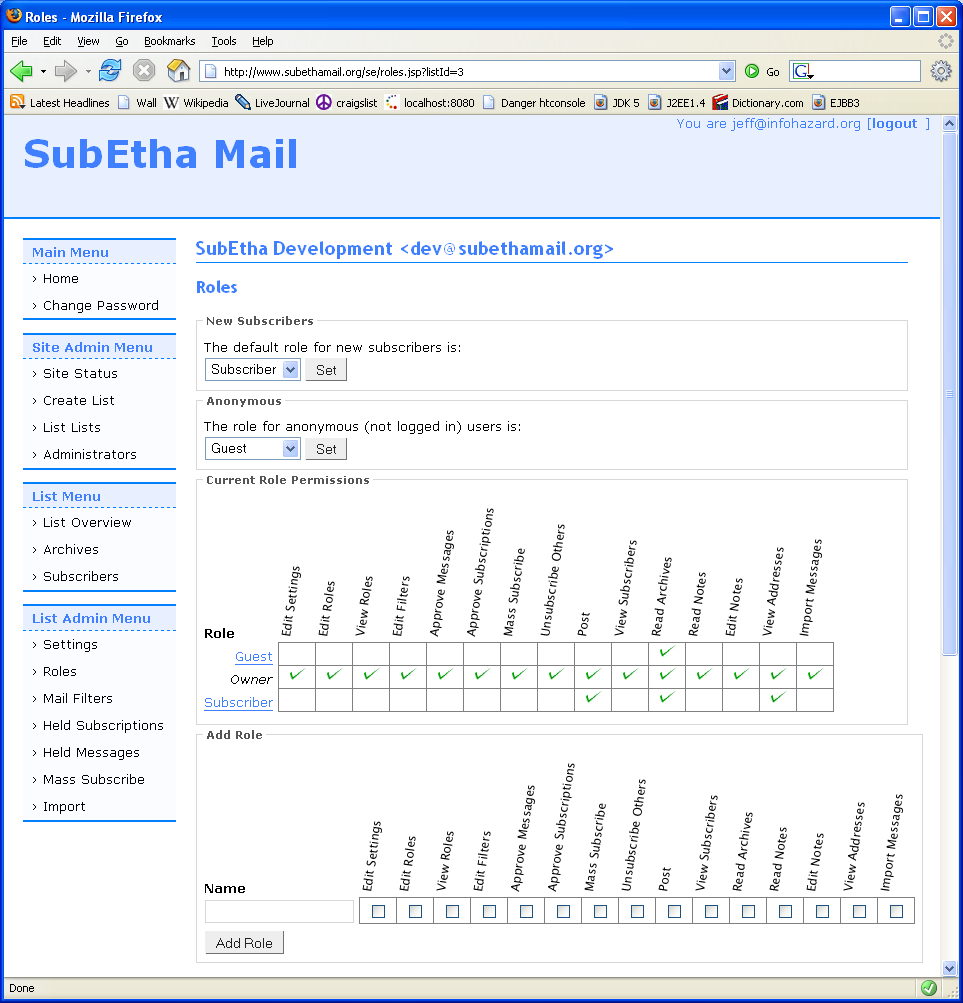 Roles - Mozilla Firefox
File Edit View Go Bookmarks Tools Help
http://www.subethamail.org/se/roles.jsp?listId=3 Go G
Latest Headlines Wall W Wikipedia LiveJournal craigslist localhost:8080 Danger htconsole JDK 5 J2EE1.4 Dictionary.com EJBB3
You are jeff@infohazard.org [logout ]
SubEtha Mail
Main Menu
› Home
› Change Password
Site Admin Menu
› Site Status
› Create List
› List Lists
› Administrators
List Menu
› List Overview
› Archives
› Subscribers
List Admin Menu
› Settings
› Roles
› Mail Filters
› Held Subscriptions
› Held Messages
› Mass Subscribe
› Import
SubEtha Development <dev@subethamail.org>
Roles
New Subscribers
The default role for new subscribers is:
Subscriber Set
Anonymous
The role for anonymous (not logged in) users is:
Guest Set
Current Role Permissions
Role
Edit Settings
Edit Roles
View Roles
Edit Filters
Approve Messages
Approve Subscriptions
Mass Subscribe
Unsubscribe Others
Post
View Subscribers
Read Archives
Read Notes
Edit Notes
View Addresses
Import Messages
Guest
Owner
Subscriber
Add Role
Name
Edit Settings
Edit Roles
View Roles
Edit Filters
Approve Messages
Approve Subscriptions
Mass Subscribe
Unsubscribe Others
Post
View Subscribers
Read Archives
Read Notes
Edit Notes
View Addresses
Import Messages
Add Role
Done